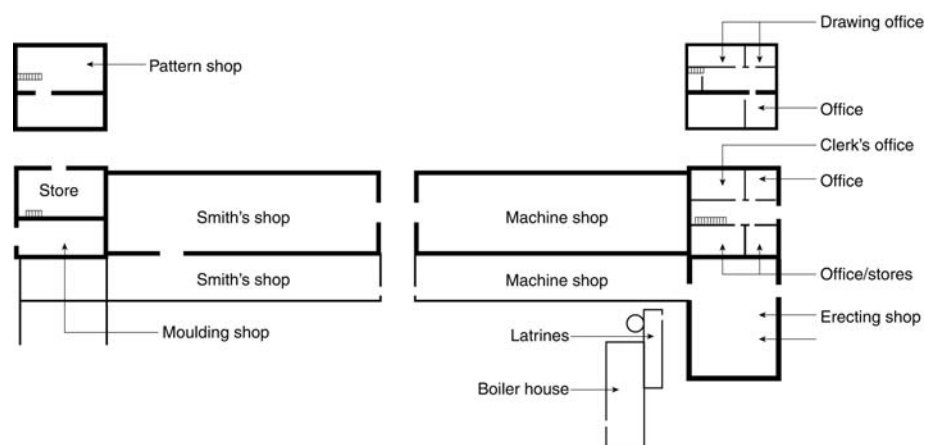 Drawing office
Pattern shop
Office
Clerk's office
Office
Store
Smith's shop
Machine shop
Smith's shop
Machine shop
Office/stores
Erecting shop
Moulding shop
Latrines
Boiler house